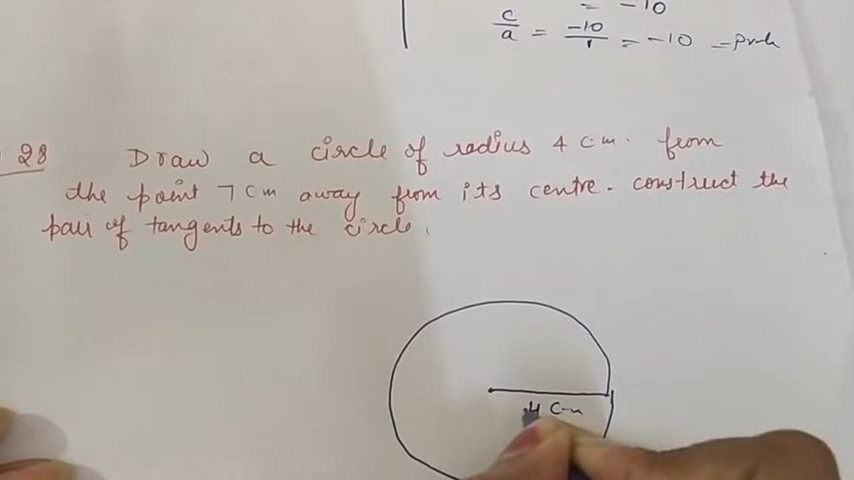 = -10
c/a = -10/1 = -10 -
28 Draw a circle of radius 4 cm. from
the point 7 cm away from its centre. construct the
pair of tangents to the circle.
4 cm